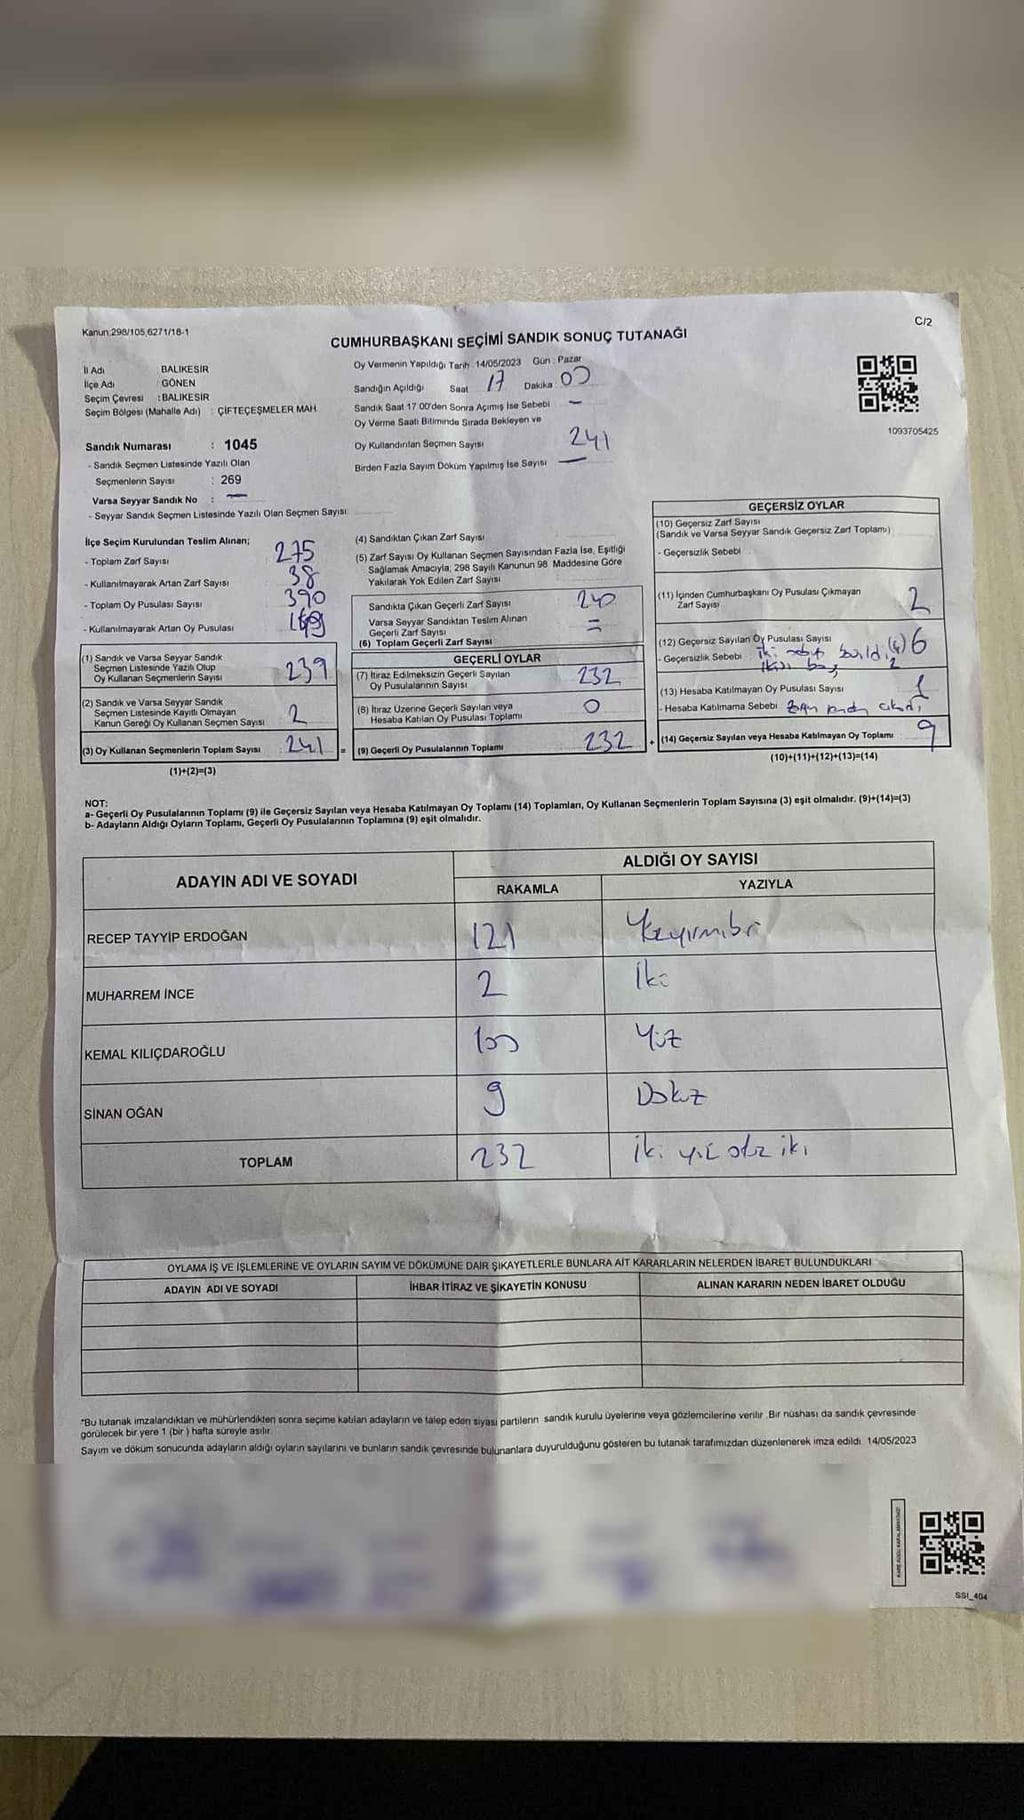 Kanun:298/105,6271/18-1
C/2
CUMHURBAŞKANI SEÇİMİ SANDIK SONUÇ TUTANAĞI
İl Adı BALIKESİR
İlçe Adı GÖNEN
Seçim Çevresi : BALIKESİR
Seçim Bölgesi (Mahalle Adı) : ÇİFTEÇEŞMELER MAH.
Oy Vermenin Yapıldığı Tarih 14/05/2023 Gün : Pazar
Sandığın Açıldığı Saat 17 Dakika 00
Sandık Saat 17 00'den Sonra Açımış İse Sebebi —
Oy Verme Saati Bitiminde Sırada Bekleyen ve
Oy Kullandırılan Seçmen Sayısı 241
Birden Fazla Sayım Döküm Yapılmış İse Sayısı —
1093705425
Sandık Numarası : 1045
- Sandık Seçmen Listesinde Yazılı Olan
Seçmenlerin Sayısı : 269
Varsa Seyyar Sandık No : —
- Seyyar Sandık Seçmen Listesinde Yazılı Olan Seçmen Sayısı
İlçe Seçim Kurulundan Teslim Alınan;
- Toplam Zarf Sayısı 275
- Kullanılmayarak Artan Zarf Sayısı 38
- Toplam Oy Pusulası Sayısı 390
- Kullanılmayarak Artan Oy Pusulası
(1) Sandık ve Varsa Seyyar Sandık
Seçmen Listesinde Yazılı Olup
Oy Kullanan Seçmenlerin Sayısı 239
(2) Sandık ve Varsa Seyyar Sandık
Seçmen Listesinde Kayıtlı Olmayan
Kanun Gereği Oy Kullanan Seçmen Sayısı 2
(3) Oy Kullanan Seçmenlerin Toplam Sayısı 241 =
(1)+(2)=(3)
(4) Sandıktan Çıkan Zarf Sayısı
(5) Zarf Sayısı Oy Kullanan Seçmen Sayısından Fazla İse, Eşitliği
Sağlamak Amacıyla, 298 Sayılı Kanunun 98 Maddesine Göre
Yakılarak Yok Edilen Zarf Sayısı
Sandıkta Çıkan Geçerli Zarf Sayısı 240
Varsa Seyyar Sandıktan Teslim Alınan
Geçerli Zarf Sayısı =
(6) Toplam Geçerli Zarf Sayısı
GEÇERLİ OYLAR
(7) İtiraz Edilmeksizin Geçerli Sayılan
Oy Pusulalarının Sayısı 232
(8) İtiraz Üzerine Geçerli Sayılan veya
Hesaba Katılan Oy Pusulası Toplamı 0
(9) Geçerli Oy Pusulalarının Toplamı 232 +
GEÇERSİZ OYLAR
(10) Geçersiz Zarf Sayısı
(Sandık ve Varsa Seyyar Sandık Geçersiz Zarf Toplamı)
- Geçersizlik Sebebi
(11) İçinden Cumhurbaşkanı Oy Pusulası Çıkmayan
Zarf Sayısı 2
(12) Geçersiz Sayılan Oy Pusulası Sayısı 6
- Geçersizlik Sebebi iki
(13) Hesaba Katılmayan Oy Pusulası Sayısı 1
- Hesaba Katılmama Sebebi
(14) Geçersiz Sayılan veya Hesaba Katılmayan Oy Toplamı 9
(10)+(11)+(12)+(13)=(14)
NOT:
a- Geçerli Oy Pusulalarının Toplamı (9) ile Geçersiz Sayılan veya Hesaba Katılmayan Oy Toplamı (14) Toplamları, Oy Kullanan Seçmenlerin Toplam Sayısına (3) eşit olmalıdır. (9)+(14)=(3)
b- Adayların Aldığı Oyların Toplamı, Geçerli Oy Pusulalarının Toplamına (9) eşit olmalıdır.
ADAYIN ADI VE SOYADI ALDIĞI OY SAYISI
RAKAMLA YAZIYLA
RECEP TAYYİP ERDOĞAN 121
MUHARREM İNCE 2 İki
KEMAL KILIÇDAROĞLU 100 Yüz
SİNAN OĞAN 9 Dokuz
TOPLAM 232 iki yüz otuz iki
OYLAMA İŞ VE İŞLEMLERİNE VE OYLARIN SAYIM VE DÖKÜMÜNE DAİR ŞİKAYETLERLE BUNLARA AİT KARARLARIN NELERDEN İBARET BULUNDUKLARI
ADAYIN ADI VE SOYADI İHBAR İTİRAZ VE ŞİKAYETİN KONUSU ALINAN KARARIN NEDEN İBARET OLDUĞU
*Bu tutanak imzalandıktan ve mühürlendikten sonra seçime katılan adayların ve talep eden siyasi partilerin sandık kurulu üyelerine veya gözlemcilerine verilir. Bir nüshası da sandık çevresinde
görülecek bir yere 1 (bir ) hafta süreyle asılır.
Sayım ve döküm sonucunda adayların aldığı oyların sayılarını ve bunların sandık çevresinde bulunanlara duyurulduğunu gösteren bu tutanak tarafımızdan düzenlenerek imza edildi. 14/05/2023
SSI_404